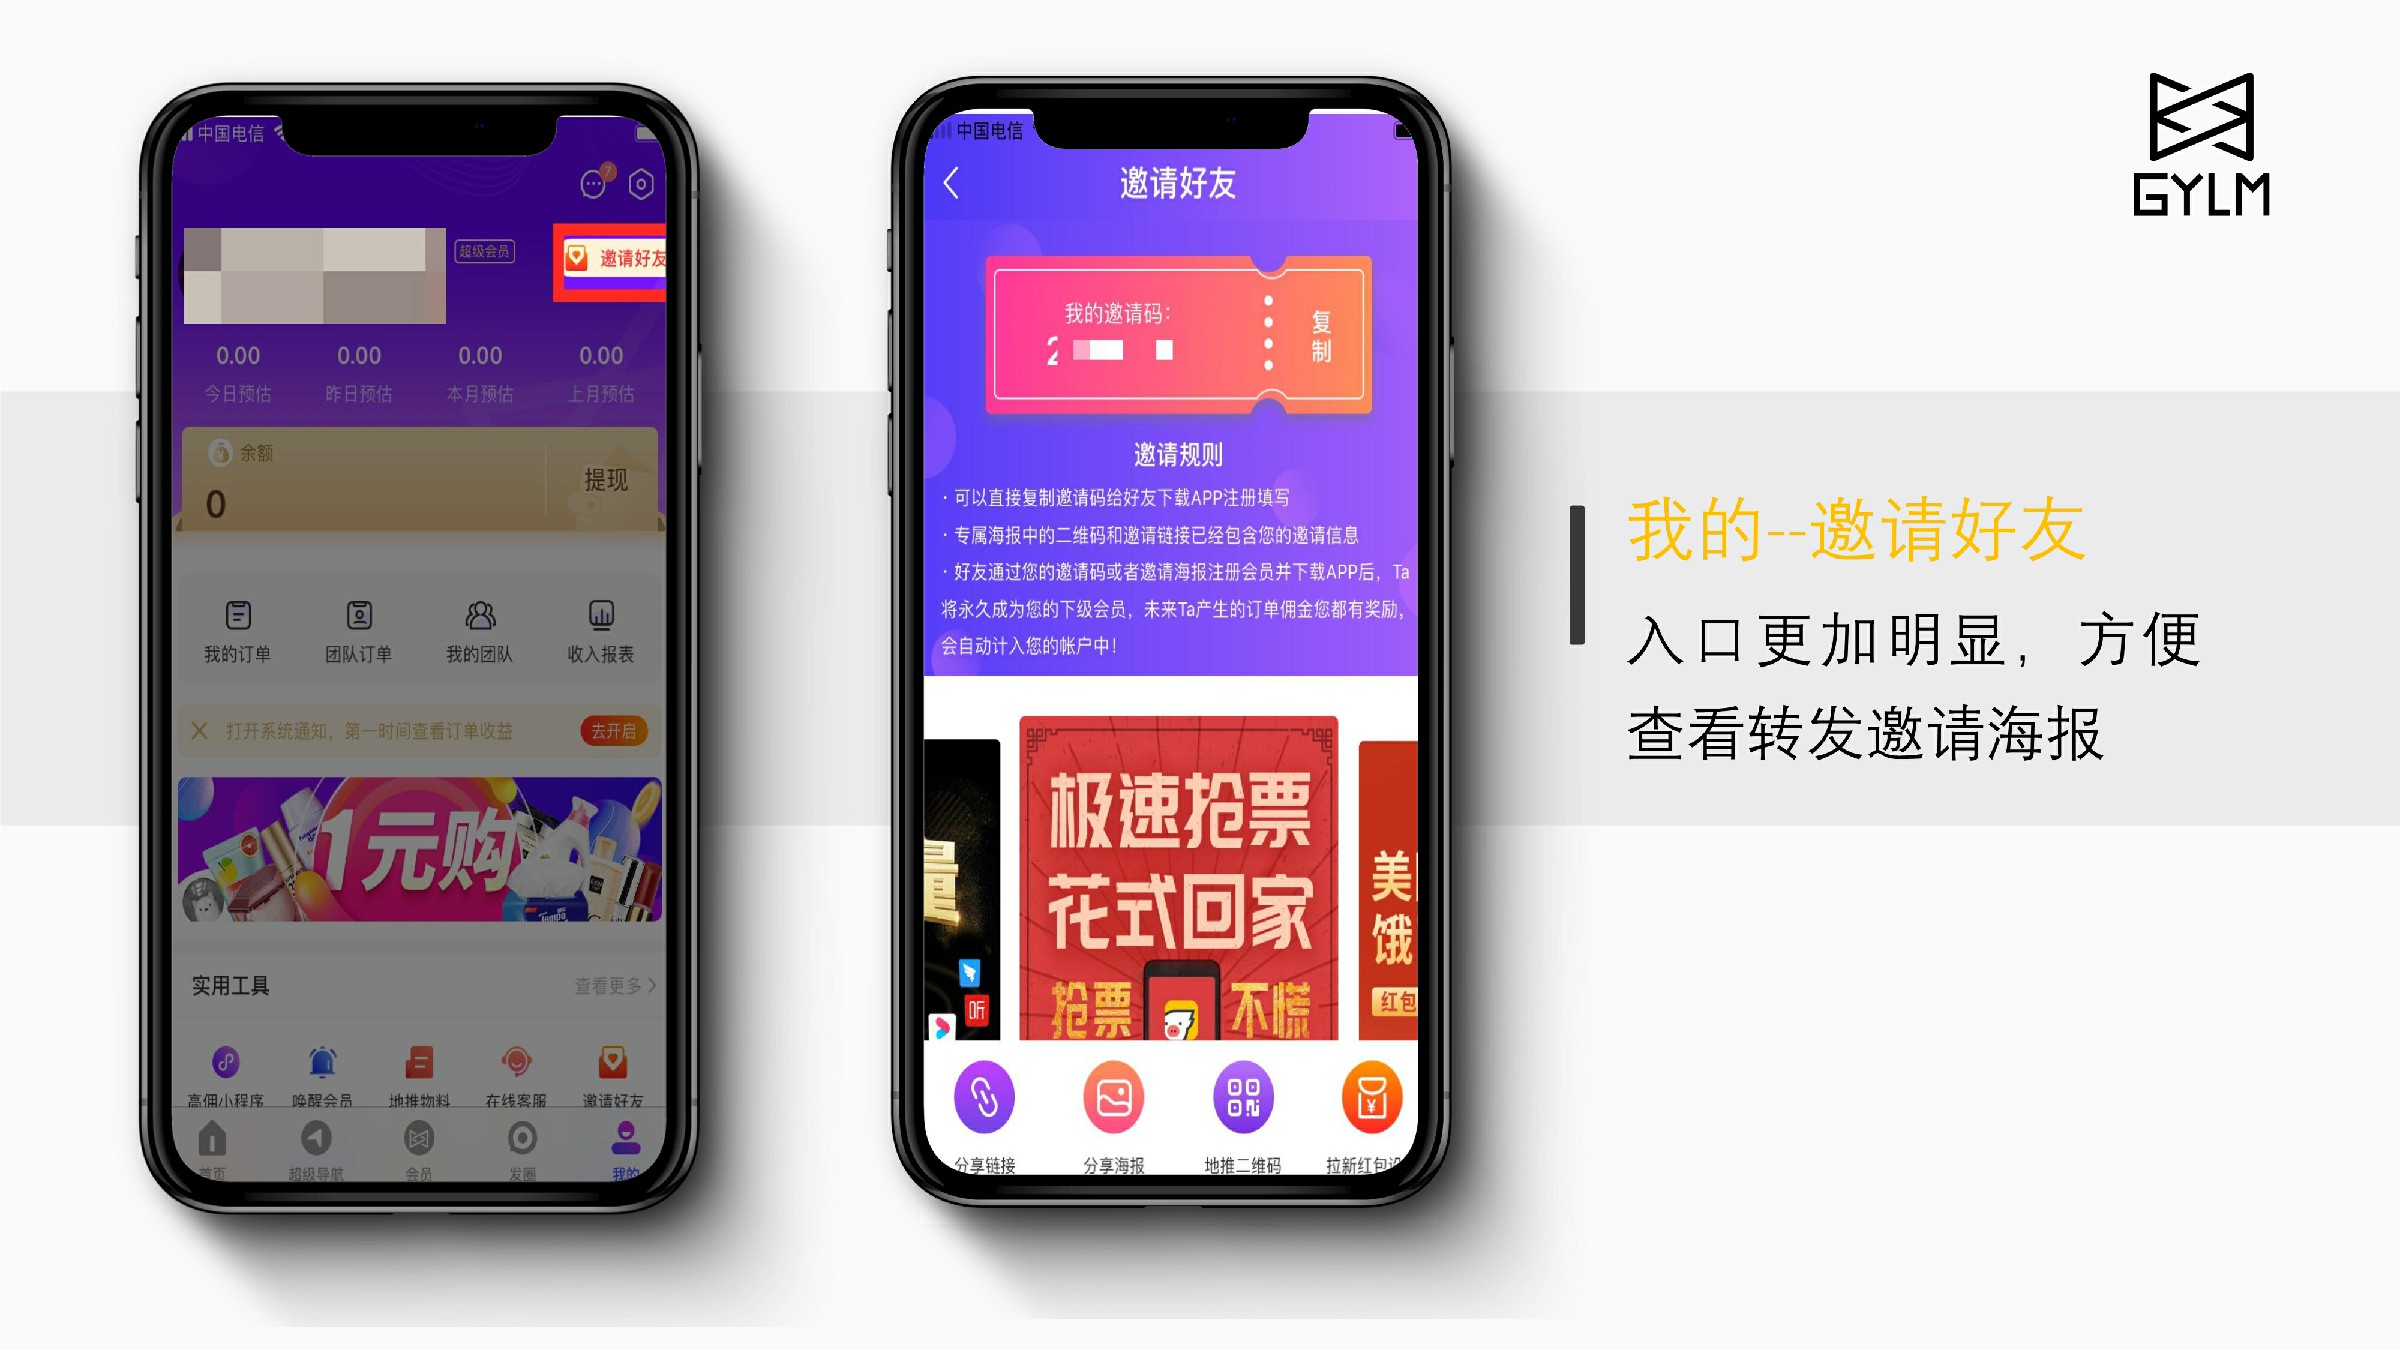 中国电信
7
超级会员
邀请好友
0.00
0.00
0.00
0.00
今日预估
昨日预估
本月预估
上月预估
余额
0
提现
我的订单
团队订单
我的团队
收入报表
打开系统通知，第一时间查看订单收益
去开启
1元购
Tempo
实用工具
查看更多
高佣小程序
唤醒会员
地推物料
在线客服
邀请好友
首页
超级导航
会员
发圈
我的
中国电信
邀请好友
我的邀请码：
2
复制
邀请规则
· 可以直接复制邀请码给好友下载APP注册填写
· 专属海报中的二维码和邀请链接已经包含您的邀请信息
· 好友通过您的邀请码或者邀请海报注册会员并下载APP后，Ta
将永久成为您的下级会员，未来Ta产生的订单佣金您都有奖励，
会自动计入您的帐户中！
量
听
极速抢票
花式回家
抢票
不慌
美
饿
红包
分享链接
分享海报
地推二维码
拉新红包设
GYLM
我的--邀请好友
入口更加明显，方便
查看转发邀请海报